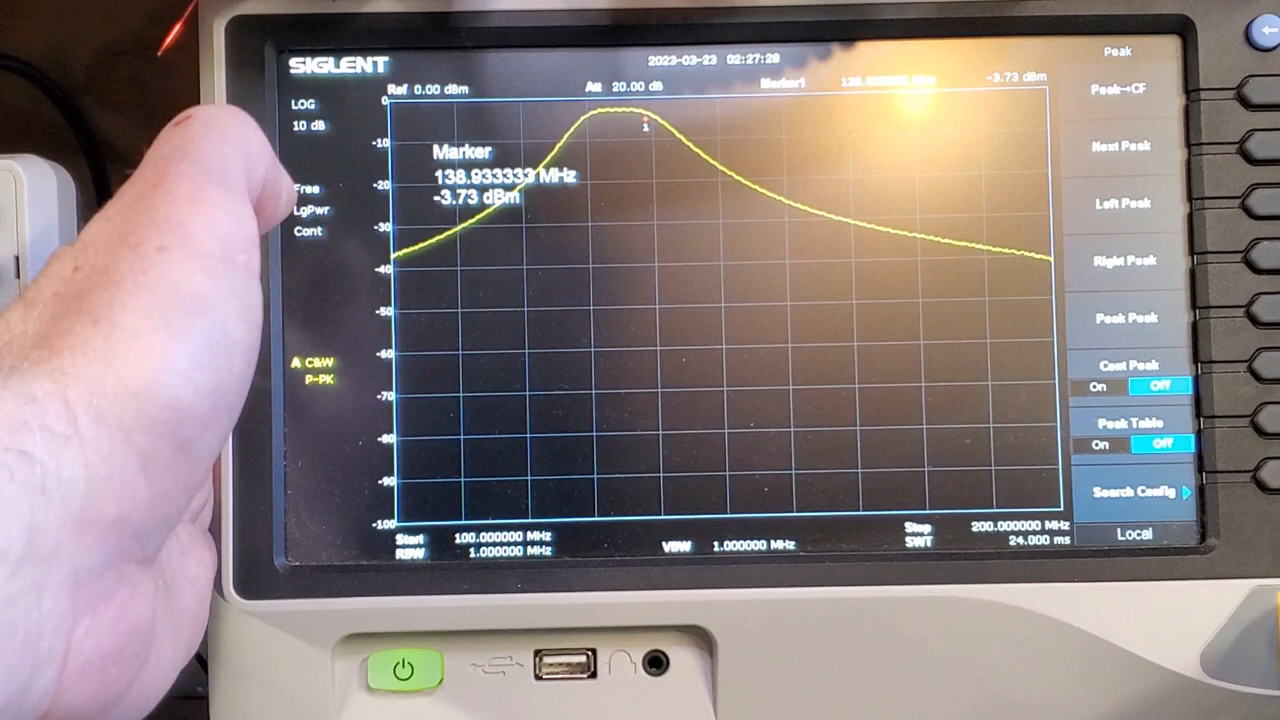 SIGLENT
2023-03-23 02:27:28
Peak
Ref 0.00 dBm
Att 20.00 dB
Marker1
-3.73 dBm
LOG
10 dB
Free
LgPwr
Cont
A C&W
P-PK
0
-10
-20
-30
-40
-50
-60
-70
-80
-90
-100
Marker
138.933333 MHz
-3.73 dBm
1
Start 100.000000 MHz
RBW 1.000000 MHz
VBW 1.000000 MHz
Stop 200.000000 MHz
SWT 24.000 ms
Peak→CF
Next Peak
Left Peak
Right Peak
Peak Peak
Cont Peak
On Off
Peak Table
On Off
Search Config
Local